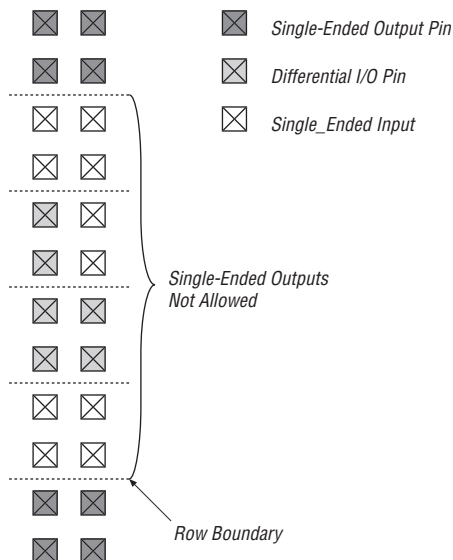 Single-Ended Output Pin
Differential I/O Pin
Single_Ended Input
Single-Ended Outputs
Not Allowed
Row Boundary